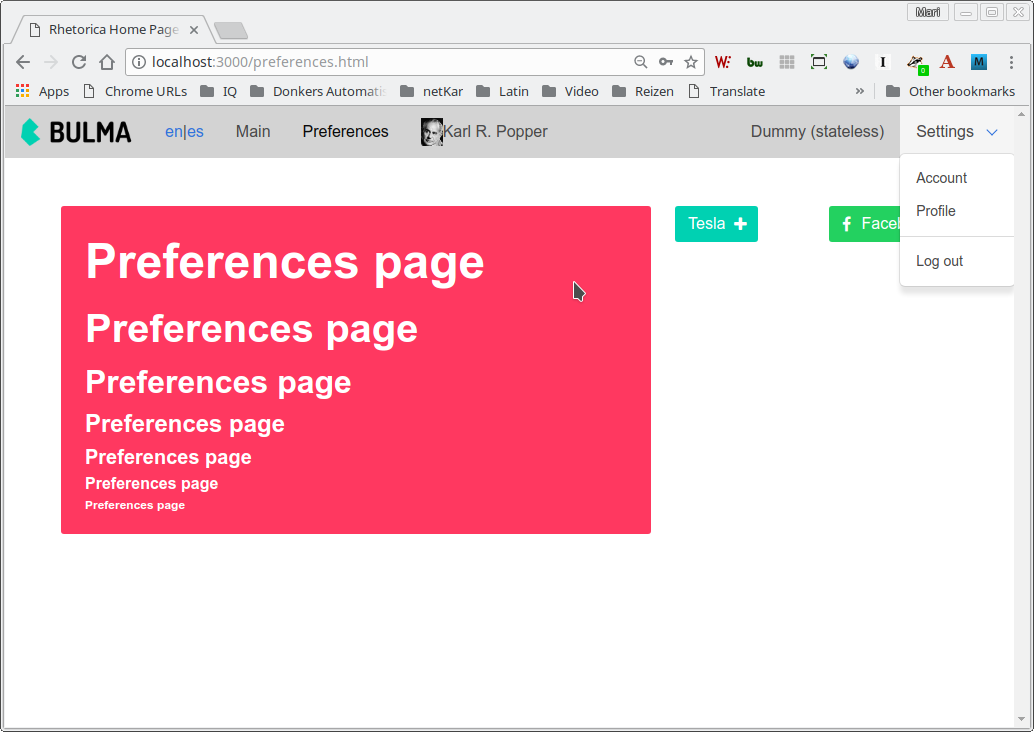 Mari
Rhetorica Home Page
localhost:3000/preferences.html
Apps Chrome URLs IQ Donkers Automatis netKar Latin Video Reizen Translate » Other bookmarks
BULMA en|es Main Preferences Karl R. Popper Dummy (stateless) Settings
Account
Profile
Log out
Tesla
Faceb
Preferences page
Preferences page
Preferences page
Preferences page
Preferences page
Preferences page
Preferences page